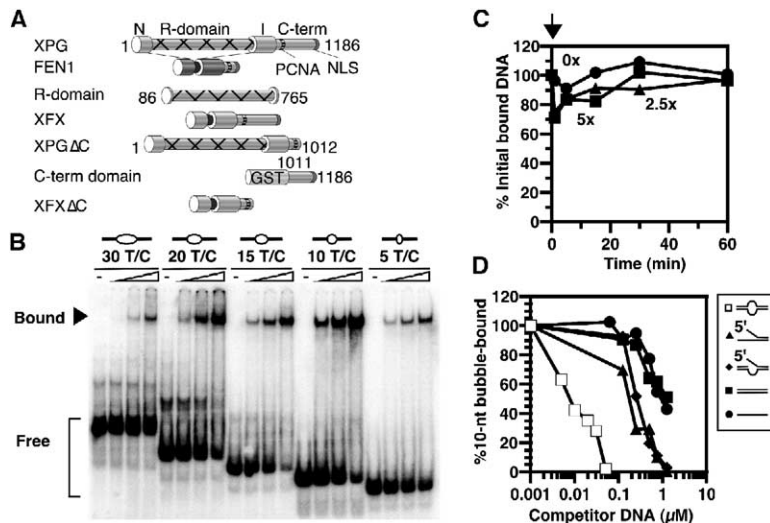 A
N R-domain I C-term
XPG 1 1186
FEN1 PCNA NLS
R-domain 86 765
XFX
XPGΔC 1 1012
1011
C-term domain GST 1186
XFXΔC
B
30 T/C 20 T/C 15 T/C 10 T/C 5 T/C
- - - - -
Bound
Free
C
% Initial bound DNA
120
100
80
60
40
20
0
0x
5x
2.5x
0 20 40 60
Time (min)
D
%10-nt bubble-bound
120
100
80
60
40
20
0
0.001 0.01 0.1 1 10
Competitor DNA (µM)
5'
5'